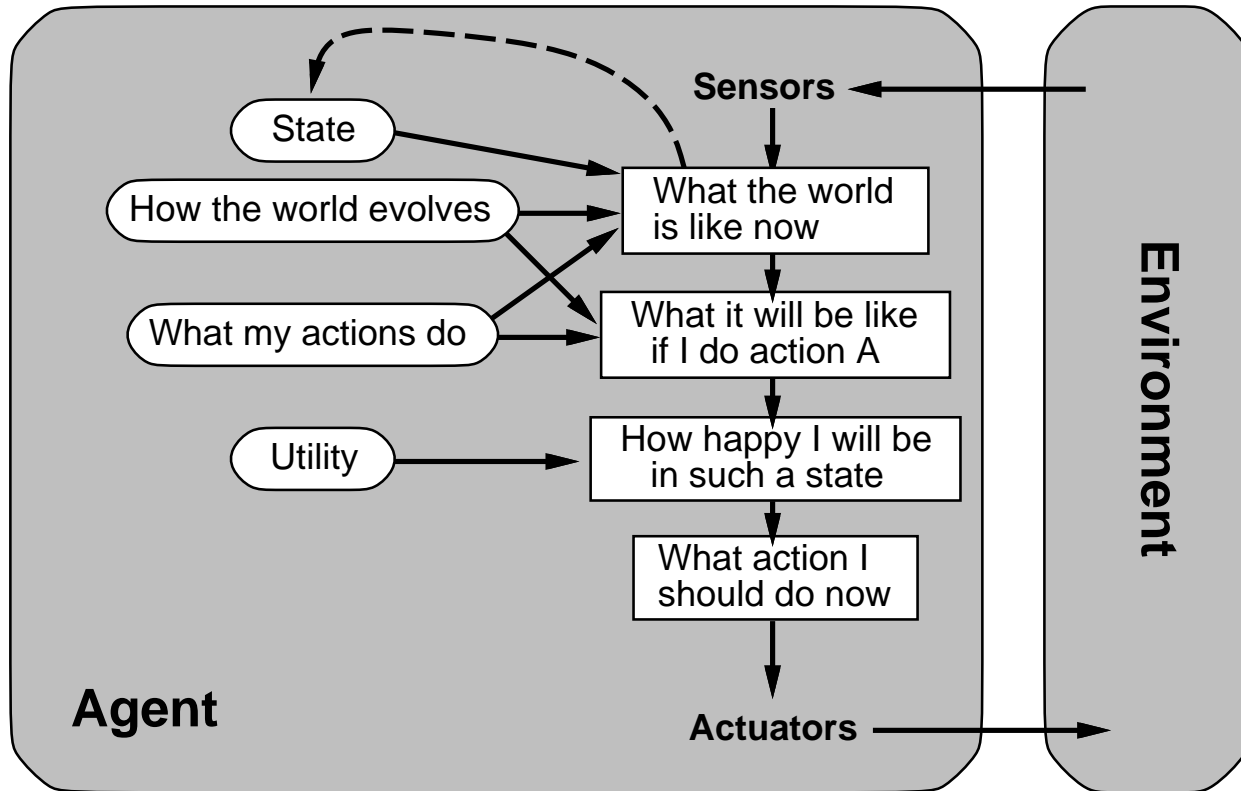 Sensors
State
What the world
is like now
How the world evolves
What my actions do
What it will be like
if I do action A
Utility
How happy I will be
in such a state
What action I
should do now
Agent
Actuators
Environment